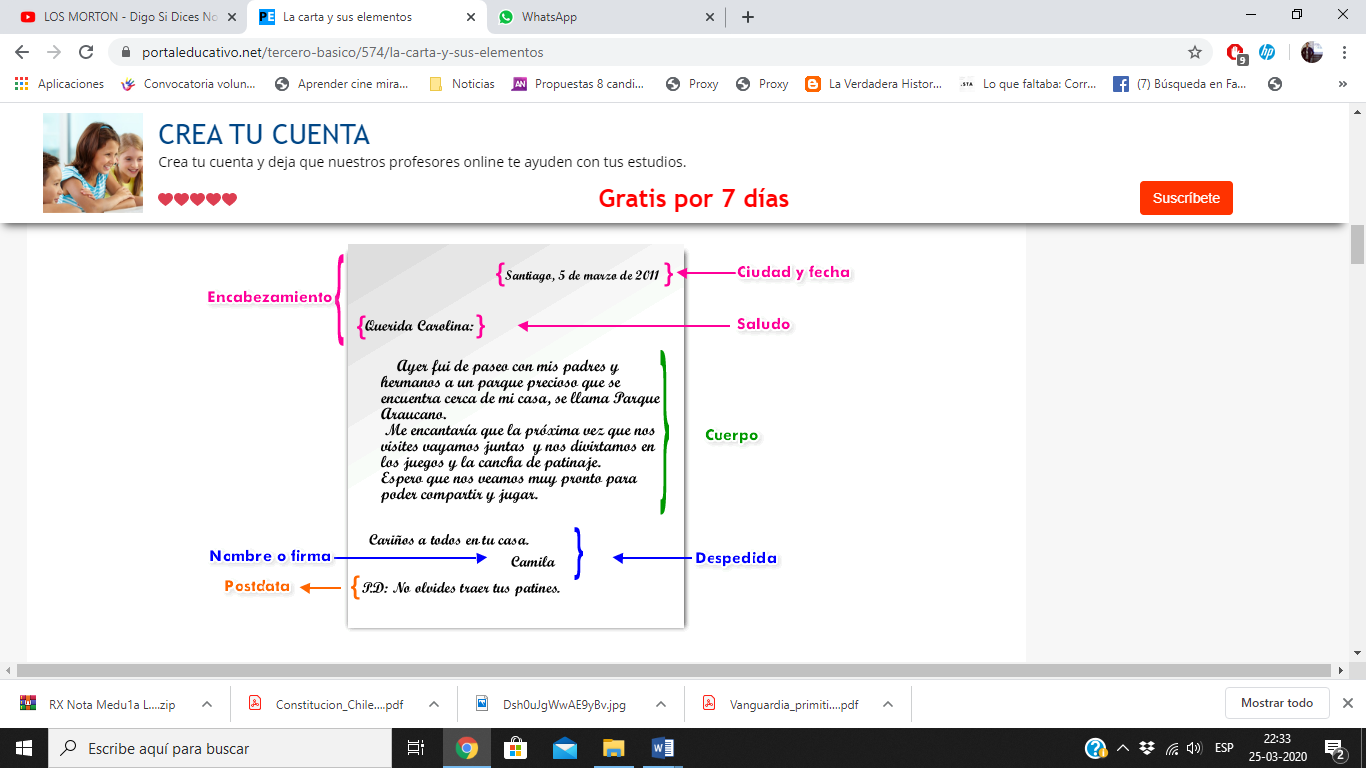 LOS MORTON - Digo Si Dices No
La carta y sus elementos
WhatsApp
portaleducativo.net/tercero-basico/574/la-carta-y-sus-elementos
9
Aplicaciones
Convocatoria volun...
Aprender cine mira...
Noticias
AN Propuestas 8 candi...
Proxy
Proxy
La Verdadera Histor...
.STA Lo que faltaba: Corr...
(7) Búsqueda en Fa...
CREA TU CUENTA
Crea tu cuenta y deja que nuestros profesores online te ayuden con tus estudios.
Gratis por 7 días
Suscríbete
Santiago, 5 de marzo de 2011
Ciudad y fecha
Encabezamiento
Querida Carolina:
Saludo
Ayer fui de paseo con mis padres y
hermanos a un parque precioso que se
encuentra cerca de mi casa, se llama Parque
Araucano.
Me encantaría que la próxima vez que nos
visites vayamos juntas y nos divirtamos en
los juegos y la cancha de patinaje.
Espero que nos veamos muy pronto para
poder compartir y jugar.
Cuerpo
Cariños a todos en tu casa.
Nombre o firma
Camila
Despedida
Postdata
P.D: No olvides traer tus patines.
RX Nota Medu1a L....zip
Constitucion_Chile....pdf
Dsh0uJgWwAE9yBv.jpg
Vanguardia_primiti....pdf
Mostrar todo
Escribe aquí para buscar
ESP
22:33
25-03-2020
2